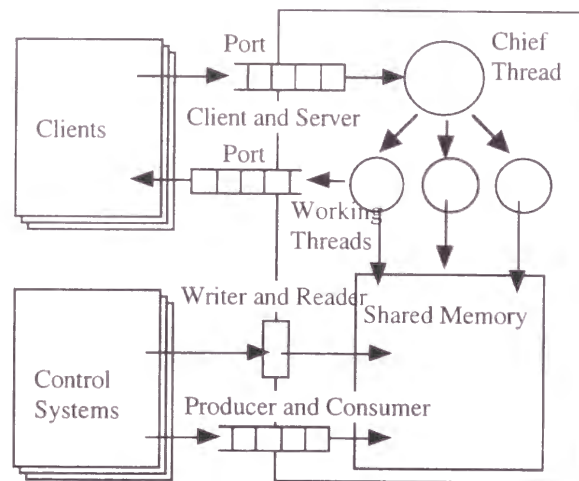 Port
Chief
Thread
Clients
Client and Server
Port
Working
Threads
Writer and Reader
Shared Memory
Control
Systems
Producer and Consumer